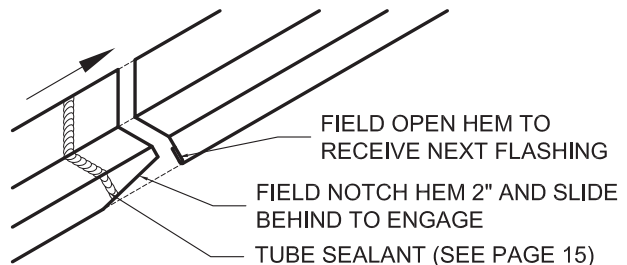 FIELD OPEN HEM TO
RECEIVE NEXT FLASHING
FIELD NOTCH HEM 2" AND SLIDE
BEHIND TO ENGAGE
TUBE SEALANT (SEE PAGE 15)